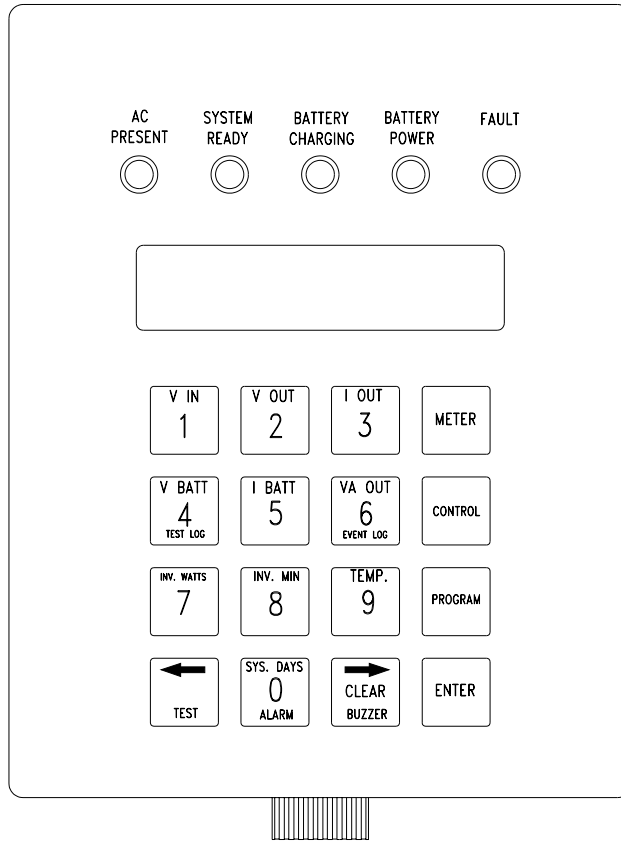 AC PRESENT
SYSTEM READY
BATTERY CHARGING
BATTERY POWER
FAULT
V IN
1
V OUT
2
I OUT
3
METER
V BATT
4
TEST LOG
I BATT
5
VA OUT
6
EVENT LOG
CONTROL
INV. WATTS
7
INV. MIN
8
TEMP.
9
PROGRAM
TEST
SYS. DAYS
0
ALARM
CLEAR
BUZZER
ENTER